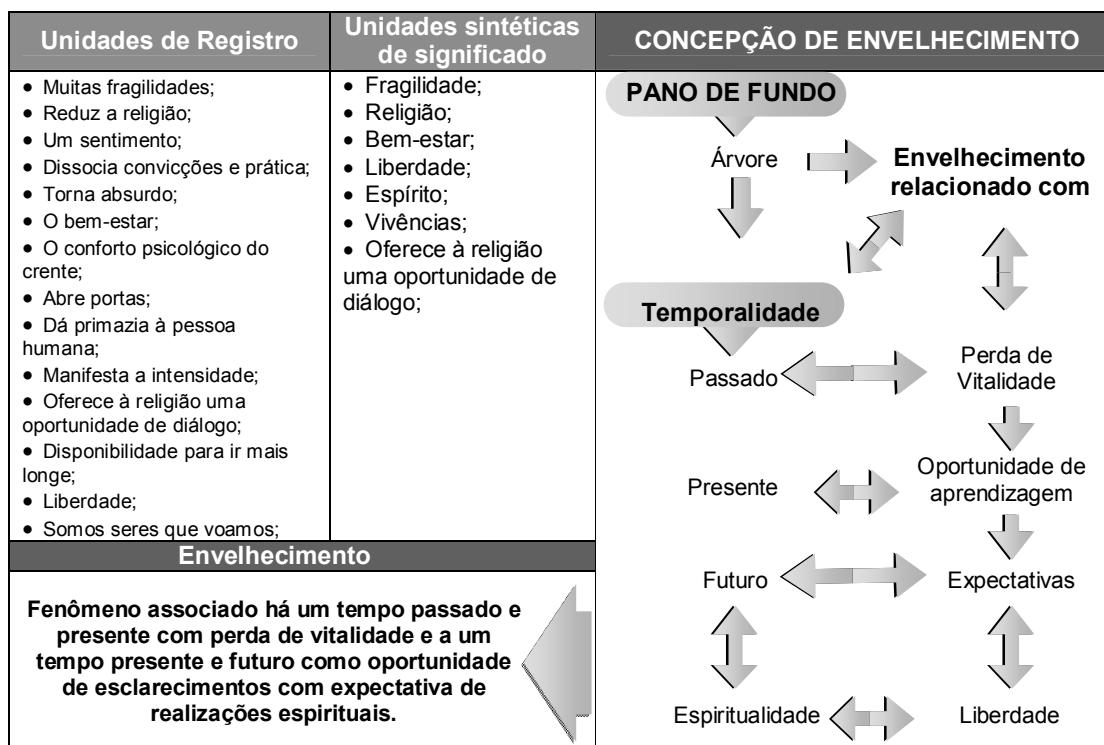 Unidades de Registro
• Muitas fragilidades;
• Reduz a religião;
• Um sentimento;
• Dissocia convicções e prática;
• Torna absurdo;
• O bem-estar;
• O conforto psicológico do
crente;
• Abre portas;
• Dá primazia à pessoa
humana;
• Manifesta a intensidade;
• Oferece à religião uma
oportunidade de diálogo;
• Disponibilidade para ir mais
longe;
• Liberdade;
• Somos seres que voamos;
Unidades sintéticas
de significado
• Fragilidade;
• Religião;
• Bem-estar;
• Liberdade;
• Espírito;
• Vivências;
• Oferece à religião
uma oportunidade de
diálogo;
CONCEPÇÃO DE ENVELHECIMENTO
PANO DE FUNDO
Árvore
Envelhecimento
relacionado com
Temporalidade
Passado
Perda de
Vitalidade
Presente
Oportunidade de
aprendizagem
Futuro
Expectativas
Espiritualidade
Liberdade
Envelhecimento
Fenômeno associado há um tempo passado e
presente com perda de vitalidade e a um
tempo presente e futuro como oportunidade
de esclarecimentos com expectativa de
realizações espirituais.